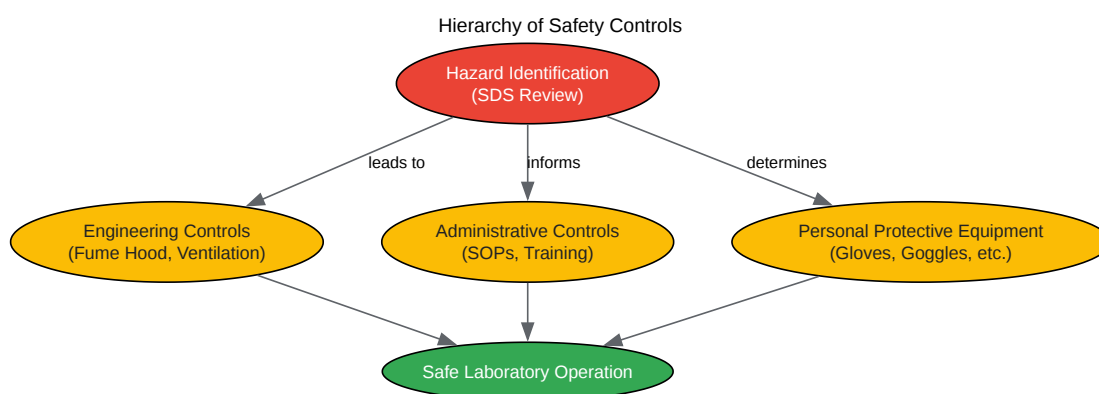 Hierarchy of Safety Controls
Hazard Identification
(SDS Review)
leads to
informs
determines
Engineering Controls
(Fume Hood, Ventilation)
Administrative Controls
(SOPs, Training)
Personal Protective Equipment
(Gloves, Goggles, etc.)
Safe Laboratory Operation